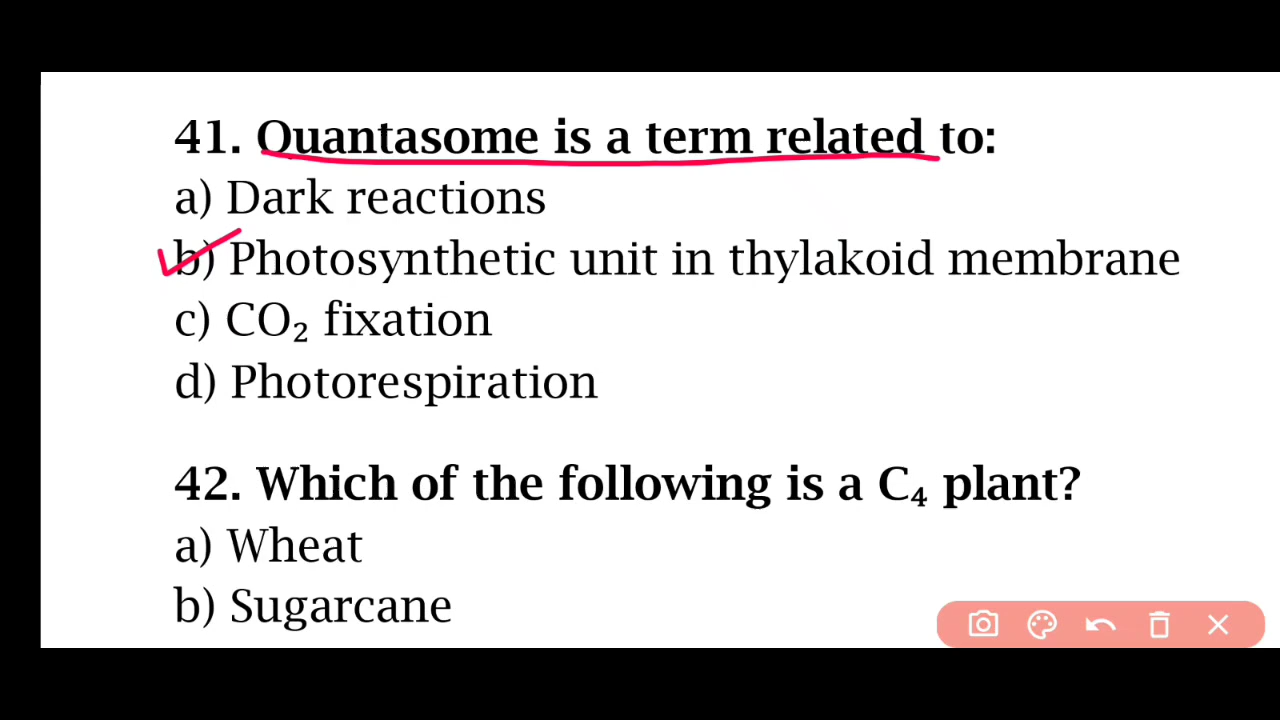 41. Quantasome is a term related to:
a) Dark reactions
b) Photosynthetic unit in thylakoid membrane
c) CO₂ fixation
d) Photorespiration
42. Which of the following is a C₄ plant?
a) Wheat
b) Sugarcane